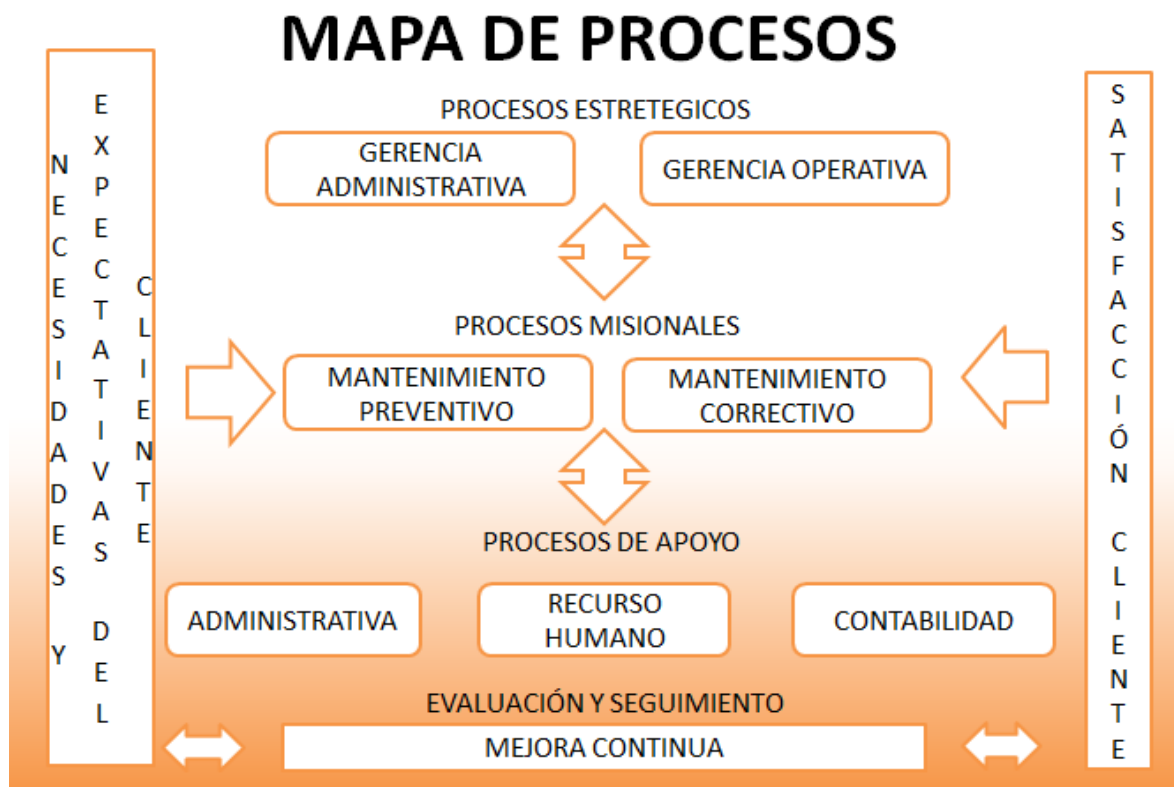 MAPA DE PROCESOS
NECESIDADES Y
EXPECTATIVAS DEL
CLIENTE
PROCESOS ESTRETEGICOS
GERENCIA
ADMINISTRATIVA
GERENCIA OPERATIVA
PROCESOS MISIONALES
MANTENIMIENTO
PREVENTIVO
MANTENIMIENTO
CORRECTIVO
PROCESOS DE APOYO
ADMINISTRATIVA
RECURSO
HUMANO
CONTABILIDAD
EVALUACIÓN Y SEGUIMIENTO
MEJORA CONTINUA
SATISFACCIÓN CLIENTE